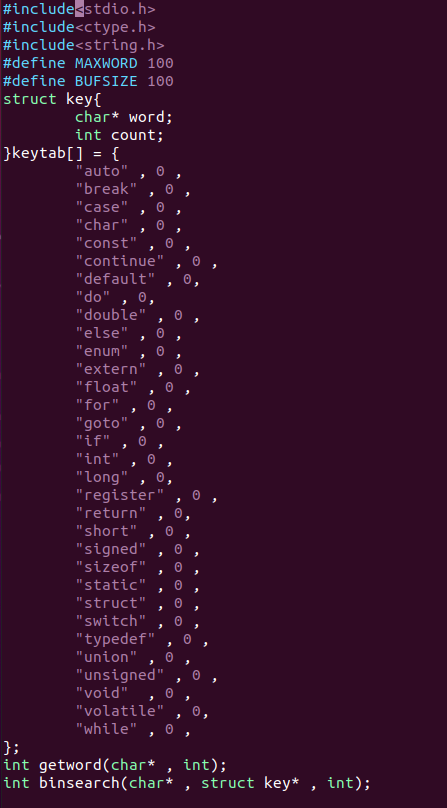 #include<stdio.h>
#include<ctype.h>
#include<string.h>
#define MAXWORD 100
#define BUFSIZE 100
struct key{
        char* word;
        int count;
}keytab[] = {
        "auto" , 0 ,
        "break" , 0 ,
        "case" , 0 ,
        "char" , 0 ,
        "const" , 0 ,
        "continue" , 0 ,
        "default" , 0,
        "do" , 0,
        "double" , 0 ,
        "else" , 0 ,
        "enum" , 0 ,
        "extern" , 0 ,
        "float" , 0 ,
        "for" , 0 ,
        "goto" , 0 ,
        "if" , 0 ,
        "int" , 0 ,
        "long" , 0,
        "register" , 0 ,
        "return" , 0,
        "short" , 0 ,
        "signed" , 0 ,
        "sizeof" , 0 ,
        "static" , 0 ,
        "struct" , 0 ,
        "switch" , 0 ,
        "typedef" , 0 ,
        "union" , 0 ,
        "unsigned" , 0 ,
        "void"  , 0 ,
        "volatile" , 0,
        "while" , 0 ,
};
int getword(char* , int);
int binsearch(char* , struct key* , int);